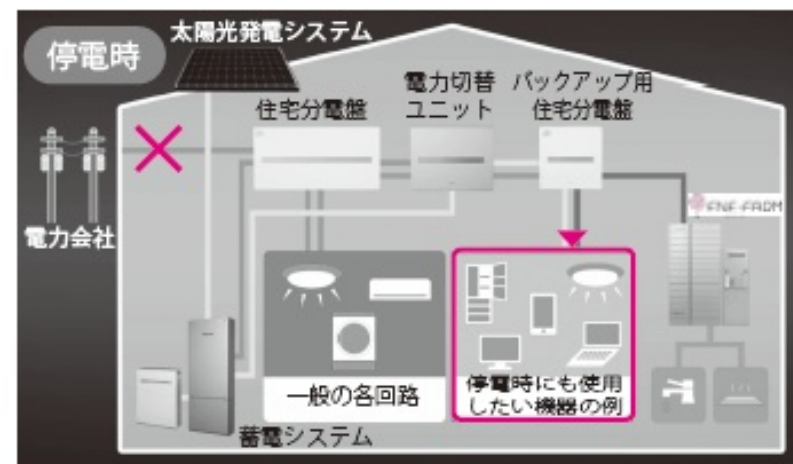 停電時
太陽光発電システム
住宅分電盤
電力切替
ユニット
バックアップ用
住宅分電盤
電力会社
ENE-FARM
一般の各回路
停電時にも使用
したい機器の例
蓄電システム